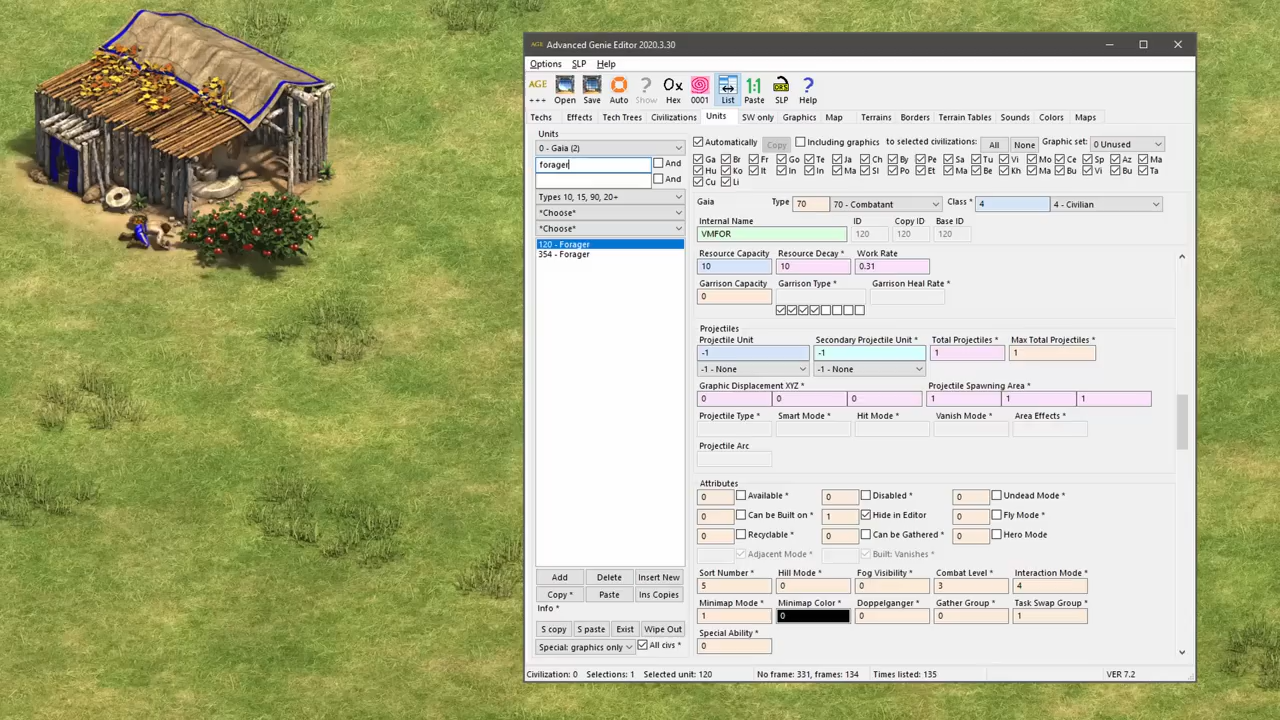 AGE Advanced Genie Editor 2020.3.30
Options SLP Help
AGE 0x 0001 1:1 SLP ?
+++ Open Save Auto Show Hex 0001 List Paste SLP Help
Techs Effects Tech Trees Civilizations Units SW only Graphics Map Terrains Borders Terrain Tables Sounds Colors Maps
Units
0 - Gaia (2)
forager And
And
Types 10, 15, 90, 20+
*Choose*
*Choose*
120 - Forager
354 - Forager
Add Delete Insert New
Copy * Paste Ins Copies
Info *
S copy S paste Exist Wipe Out
Special: graphics only All civs *
Automatically Copy Including graphics to selected civilizations: All None Graphic set: 0 Unused
Ga Br Fr Go Te Ja Ch By Pe Sa Tu Vi Mo Ce Sp Az Ma
Hu Ko It In In Ma Sl Po Et Ma Be Kh Ma Bu Vi Bu Ta
Cu Li
Gaia Type 70 70 - Combatant Class * 4 4 - Civilian
Internal Name ID Copy ID Base ID
VMFOR 120 120 120
Resource Capacity Resource Decay * Work Rate
10 10 0.31
Garrison Capacity Garrison Type * Garrison Heal Rate *
0
Projectiles
Projectile Unit Secondary Projectile Unit * Total Projectiles * Max Total Projectiles *
-1 -1 1 1
-1 - None -1 - None
Graphic Displacement XYZ * Projectile Spawning Area *
0 0 0 1 1 1
Projectile Type * Smart Mode * Hit Mode * Vanish Mode * Area Effects *
Projectile Arc
Attributes
0 Available * 0 Disabled * 0 Undead Mode *
0 Can be Built on * 1 Hide in Editor 0 Fly Mode *
0 Recyclable * 0 Can be Gathered * 0 Hero Mode
Adjacent Mode * Built: Vanishes *
Sort Number * Hill Mode * Fog Visibility * Combat Level * Interaction Mode *
5 0 0 3 4
Minimap Mode * Minimap Color * Doppelganger * Gather Group * Task Swap Group *
1 0 0 0 1
Special Ability *
0
Civilization: 0 Selections: 1 Selected unit: 120 No frame: 331, frames: 134 Times listed: 135 VER 7.2